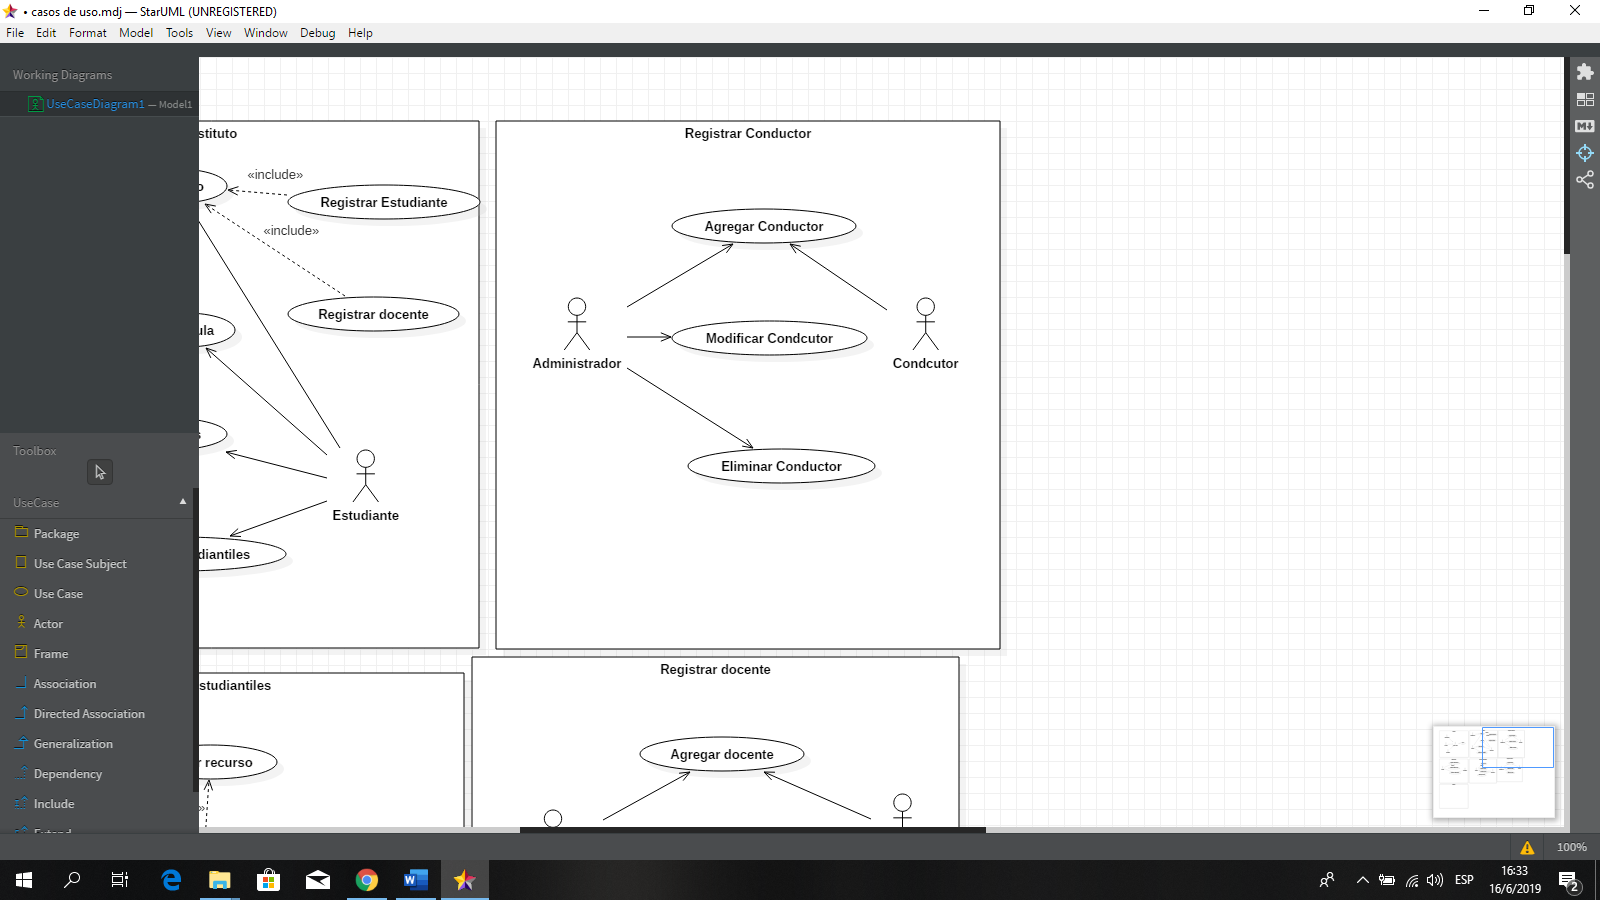 • casos de uso.mdj — StarUML (UNREGISTERED)
File Edit Format Model Tools View Window Debug Help
Working Diagrams
UseCaseDiagram1 — Model1
Toolbox
UseCase
Package
Use Case Subject
Use Case
Actor
Frame
Association
Directed Association
Generalization
Dependency
Include
Extend
stituto
o
«include»
Registrar Estudiante
«include»
Registrar docente
ula
s
Estudiante
diantiles
Registrar Conductor
Agregar Conductor
Administrador
Modificar Condcutor
Condcutor
Eliminar Conductor
studiantiles
r recurso
»
Registrar docente
Agregar docente
100%
ESP
16:33
16/6/2019
2